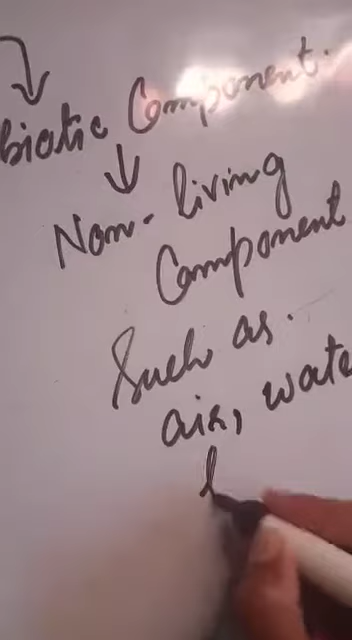 biotic Component.
Non-living
Component
Such as.
air, wate